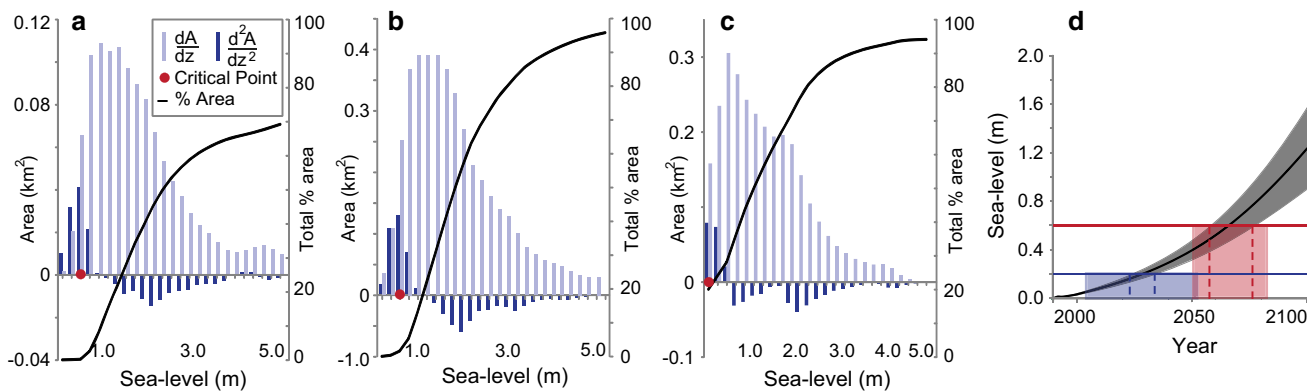 a
0.12
0.08
0.04
0
-0.04
Area (km²)
dA
dz
d²A
dz²
Critical Point
% Area
1.0 3.0 5.0
Sea-level (m)
100
80
20
0
Total % area
b
0.4
0.3
0.2
0.1
0
-1.0
Area (km²)
1.0 3.0 5.0
Sea-level (m)
100
80
20
0
Total % area
c
0.3
0.2
0.1
0
-0.1
Area (km²)
1.0 2.0 3.0 4.0 5.0
Sea-level (m)
100
80
20
0
Total % area
d
2.0
1.6
1.2
0.8
0.4
0.0
Sea-level (m)
2000 2050 2100
Year